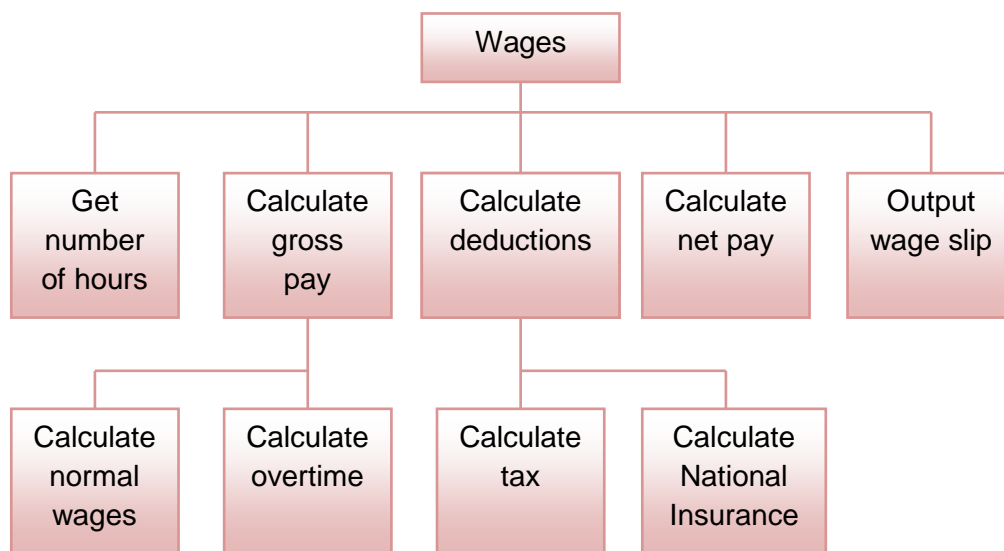 Wages
Get
number
of hours
Calculate
gross
pay
Calculate
deductions
Calculate
net pay
Output
wage slip
Calculate
normal
wages
Calculate
overtime
Calculate
tax
Calculate
National
Insurance